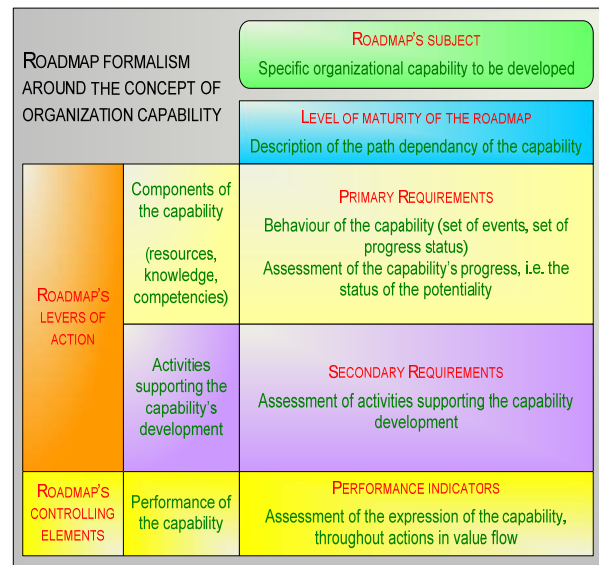 ROADMAP FORMALISM
AROUND THE CONCEPT OF
ORGANIZATION CAPABILITY
ROADMAP'S SUBJECT
Specific organizational capability to be developed
LEVEL OF MATURITY OF THE ROADMAP
Description of the path dependancy of the capability
ROADMAP'S
LEVERS OF
ACTION
Components of
the capability
(resources,
knowledge,
competencies)
PRIMARY REQUIREMENTS
Behaviour of the capability (set of events, set of
progress status)
Assessment of the capability's progress, i.e. the
status of the potentiality
Activities
supporting the
capability's
development
SECONDARY REQUIREMENTS
Assessment of activities supporting the capability
development
ROADMAP'S
CONTROLLING
ELEMENTS
Performance of
the capability
PERFORMANCE INDICATORS
Assessment of the expression of the capability,
throughout actions in value flow